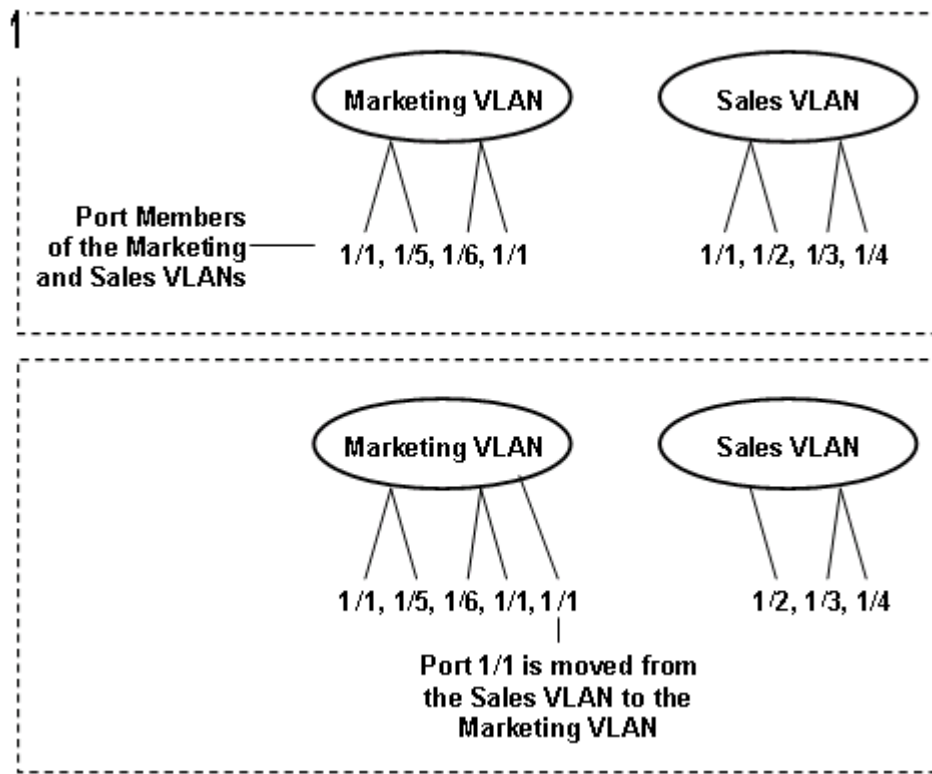 1
Marketing VLAN
Sales VLAN
Port Members
of the Marketing
and Sales VLANs
1/1, 1/5, 1/6, 1/1
1/1, 1/2, 1/3, 1/4
Marketing VLAN
Sales VLAN
1/1, 1/5, 1/6, 1/1, 1/1
1/2, 1/3, 1/4
Port 1/1 is moved from
the Sales VLAN to the
Marketing VLAN